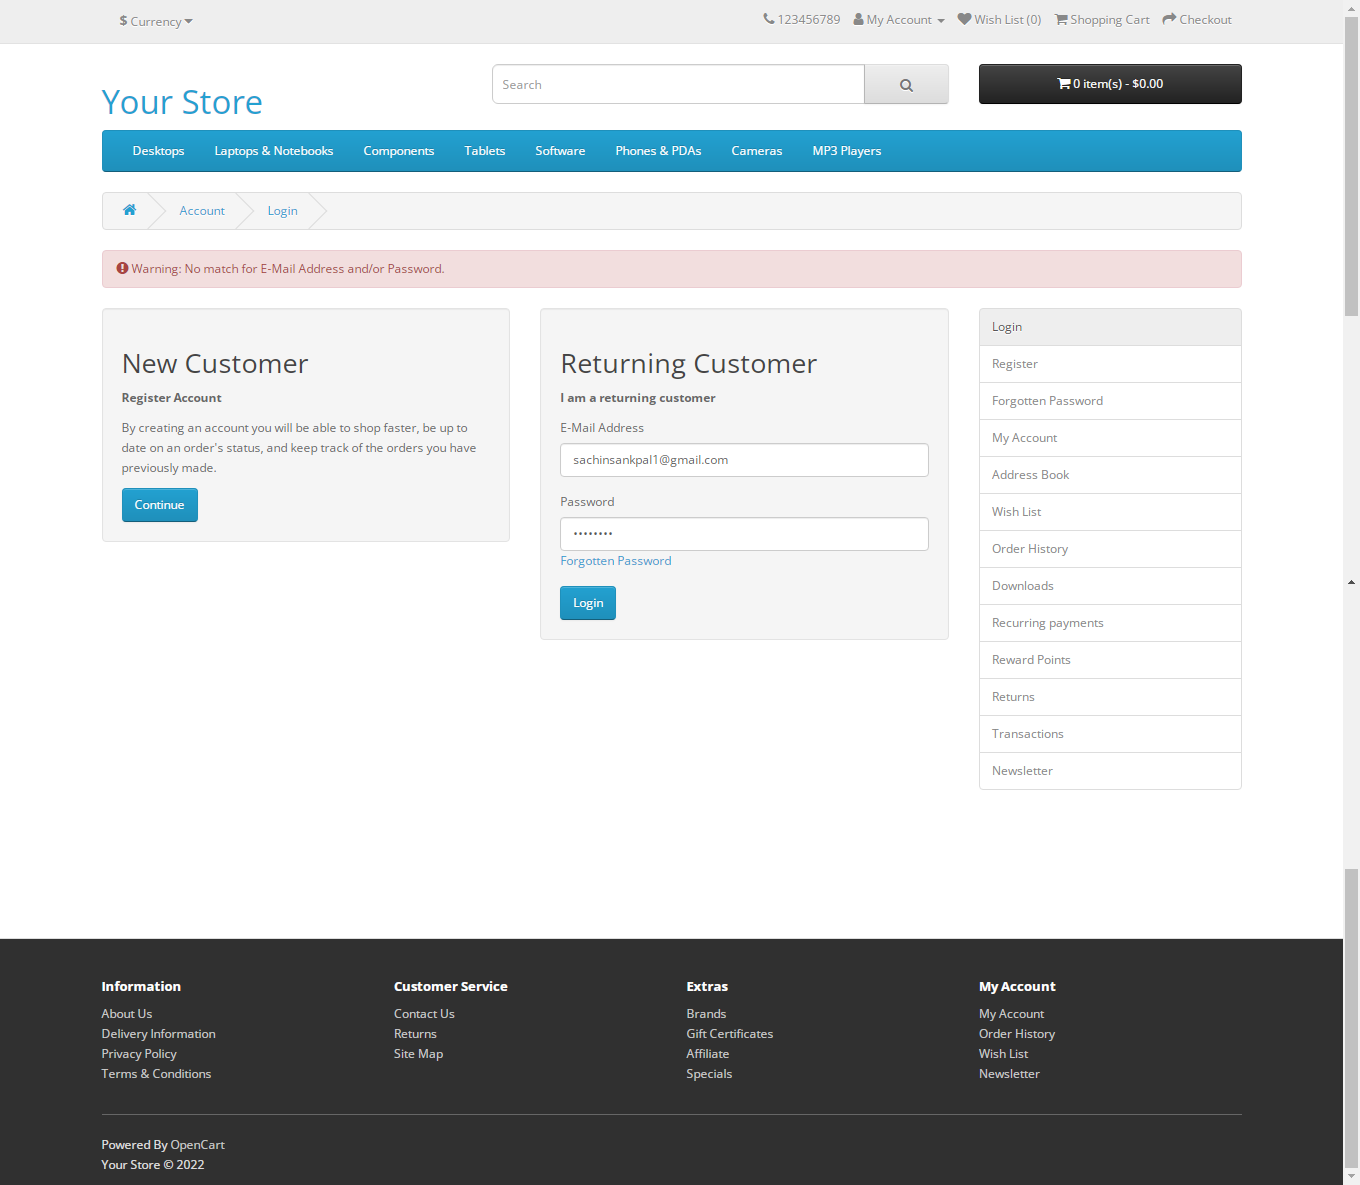 $ Currency
123456789 My Account Wish List (0) Shopping Cart Checkout
Your Store
Search
0 item(s) - $0.00
Desktops Laptops & Notebooks Components Tablets Software Phones & PDAs Cameras MP3 Players
Account Login
Warning: No match for E-Mail Address and/or Password.
New Customer
Register Account
By creating an account you will be able to shop faster, be up to
date on an order's status, and keep track of the orders you have
previously made.
Continue
Returning Customer
I am a returning customer
E-Mail Address
sachinsankpal1@gmail.com
Password
••••••••
Forgotten Password
Login
Login
Register
Forgotten Password
My Account
Address Book
Wish List
Order History
Downloads
Recurring payments
Reward Points
Returns
Transactions
Newsletter
Information
About Us
Delivery Information
Privacy Policy
Terms & Conditions
Customer Service
Contact Us
Returns
Site Map
Extras
Brands
Gift Certificates
Affiliate
Specials
My Account
My Account
Order History
Wish List
Newsletter
Powered By OpenCart
Your Store © 2022